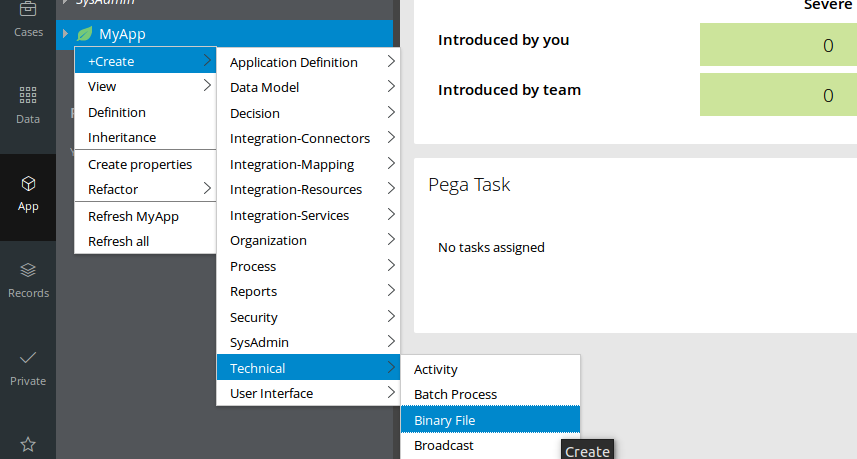 SysAdmin
Cases
MyApp
+Create
View
Definition
Inheritance
Create properties
Refactor
Refresh MyApp
Refresh all
Application Definition
Data Model
Decision
Integration-Connectors
Integration-Mapping
Integration-Resources
Integration-Services
Organization
Process
Reports
Security
SysAdmin
Technical
User Interface
Activity
Batch Process
Binary File
Broadcast
Create
Data
App
Records
Private
Severe
Introduced by you 0
Introduced by team 0
Pega Task
No tasks assigned